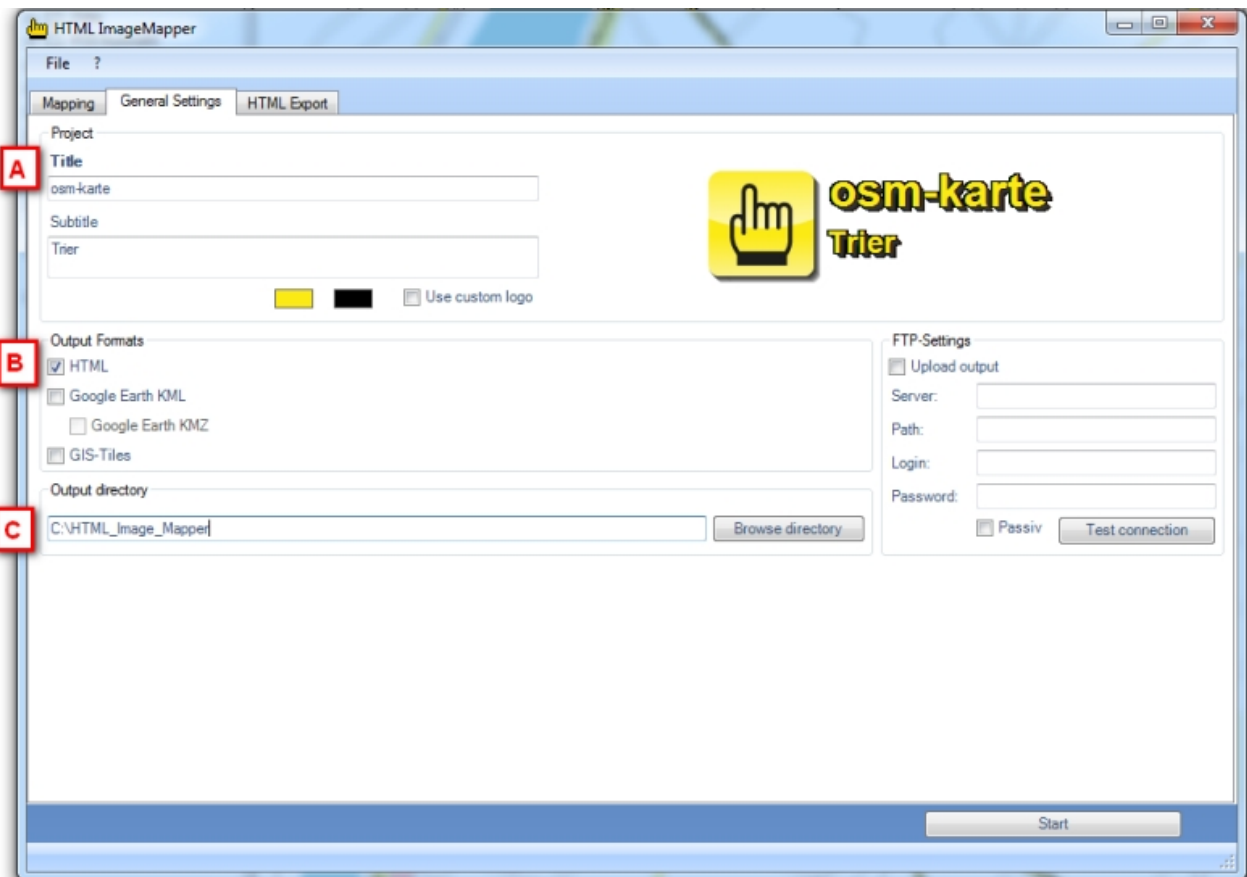 HTML ImageMapper
File ?
Mapping General Settings HTML Export
Project
A
Title
osm-karte
Subtitle
Trier
Use custom logo
osm-karte
Trier
B
Output Formats
HTML
Google Earth KML
Google Earth KMZ
GIS-Tiles
FTP-Settings
Upload output
Server:
Path:
Login:
Password:
Passiv Test connection
C
Output directory
C:\HTML_Image_Mapper
Browse directory
Start